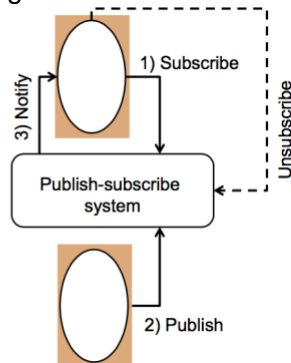 g
1) Subscribe
3) Notify
Unsubscribe
Publish-subscribe
system
2) Publish